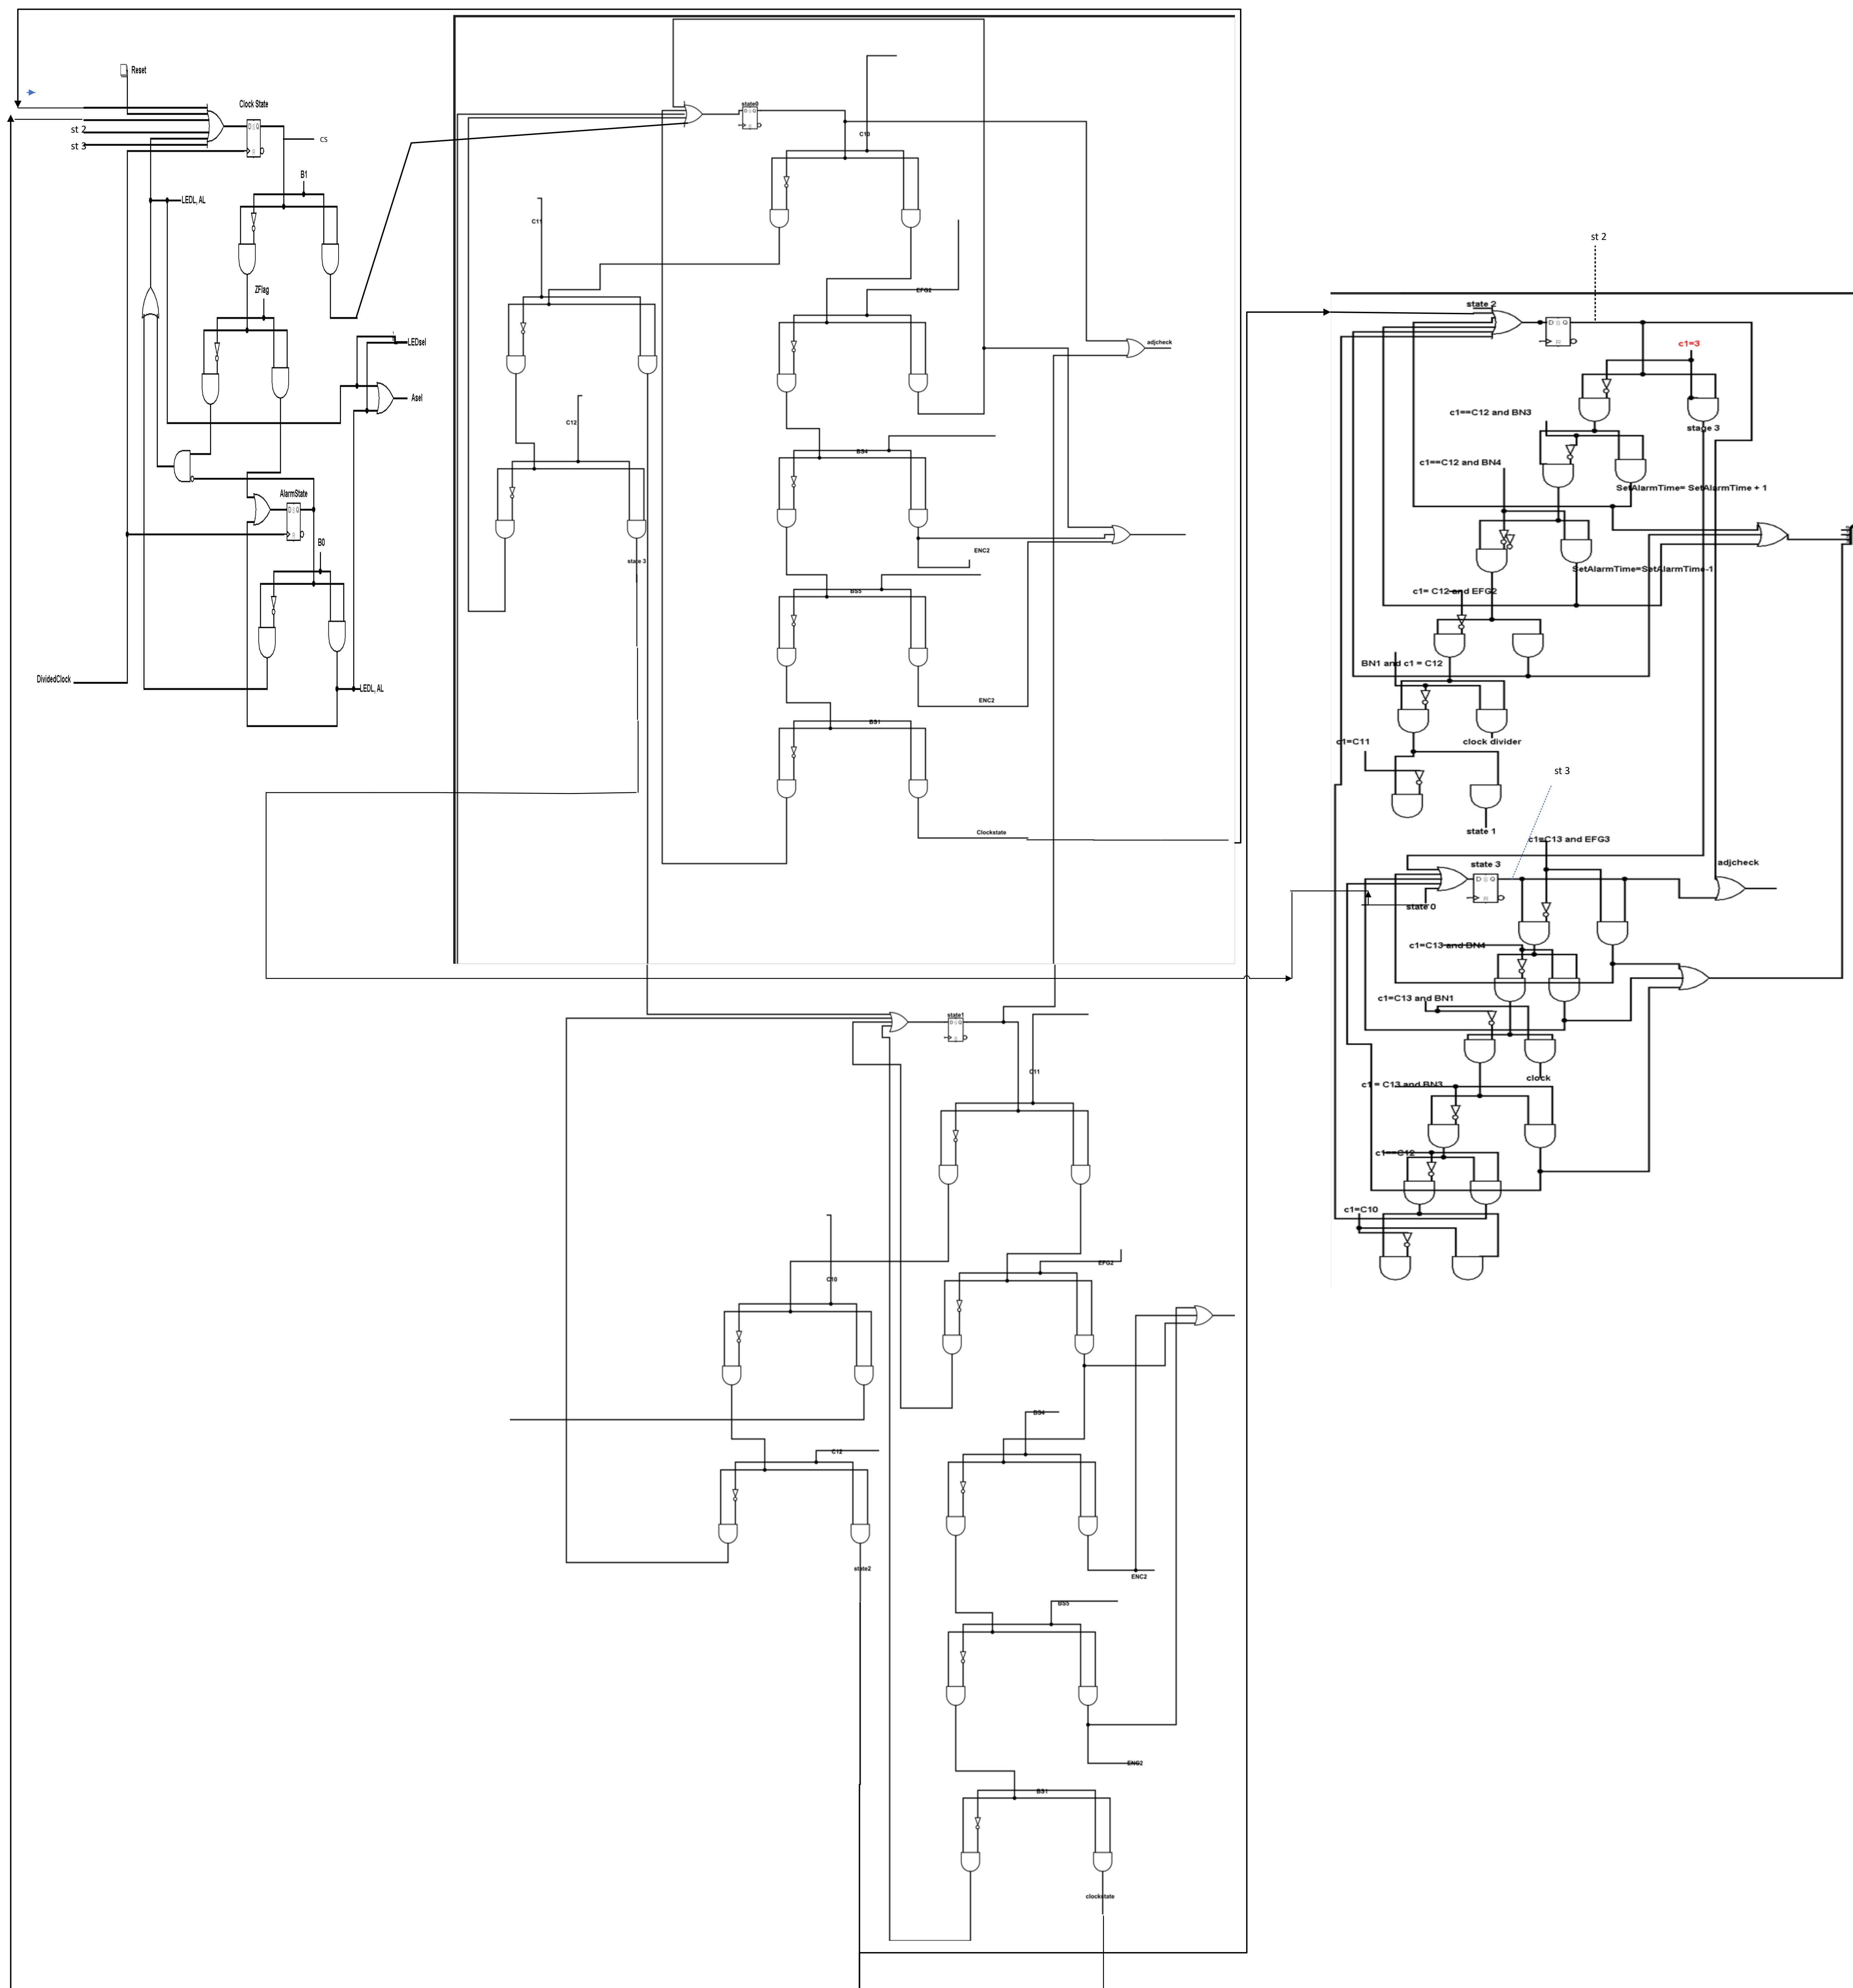 Reset
Clock State
st 2
st 3
CS
B1
LEDL, AL
ZFlag
LEDsel
Asel
AlarmState
B0
DividedClock
LEDL, AL
state0
D Q
C10
C11
EFG2
adjcheck
C12
BS4
ENC2
state 3
BS5
ENC2
BS1
Clockstate
st 2
state 2
D Q
c1=3
c1==C12 and BN3
stage 3
c1==C12 and BN4
SetAlarmTime= SetAlarmTime + 1
SetAlarmTime=SetAlarmTime-1
c1= C12 and EFG2
BN1 and c1 = C12
c1=C11
clock divider
st 3
state 1
c1=C13 and EFG3
state 3
adjcheck
D Q
state 0
c1=C13 and BN4
c1=C13 and BN1
clock
c1 = C13 and BN3
c1==C12
c1=C10
state1
C11
EFG2
C10
BS4
C12
state2
ENC2
BS5
ENG2
BS1
clockstate